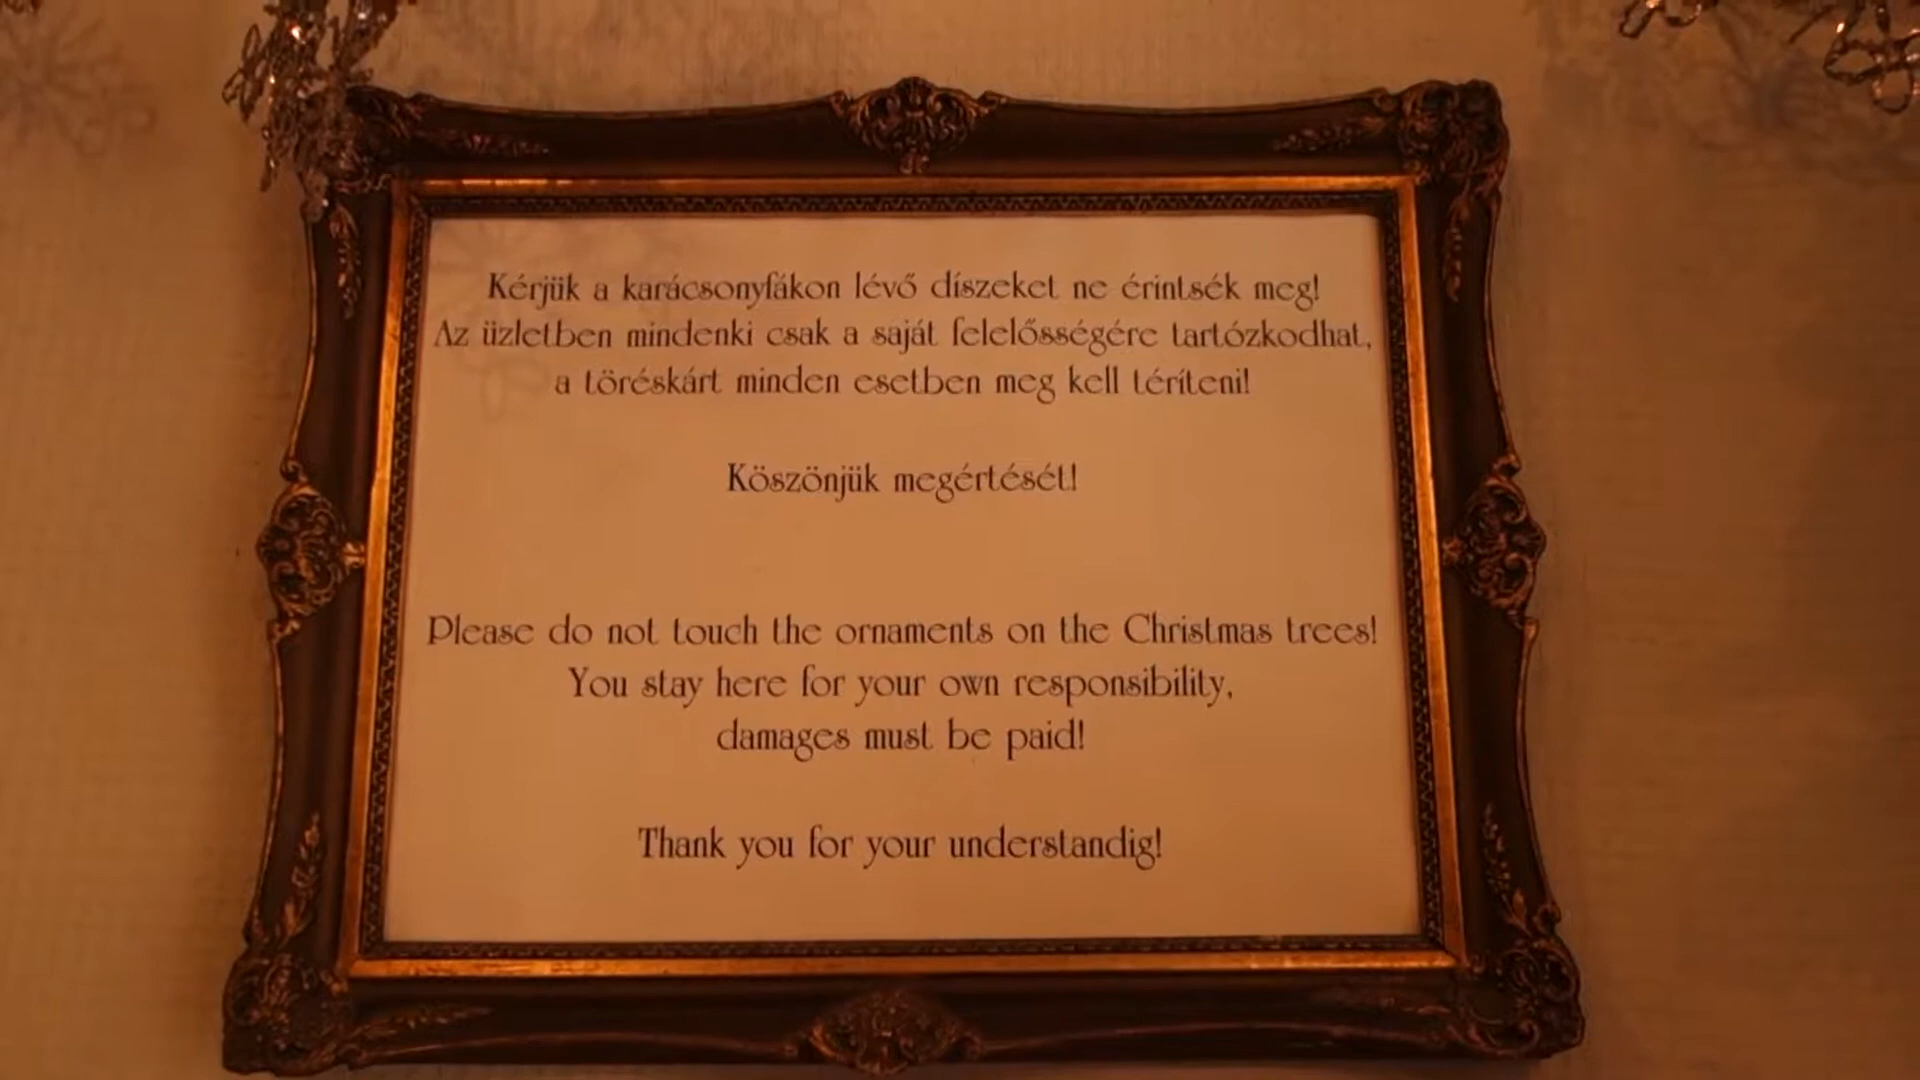 Kérjük a karácsonyfákon lévő díszeket ne érintsék meg!
Az üzletben mindenki csak a saját felelősségére tartózkodhat,
a töréskárt minden esetben meg kell téríteni!
Köszönjük megértését!
Please do not touch the ornaments on the Christmas trees!
You stay here for your own responsibility,
damages must be paid!
Thank you for your understandig!